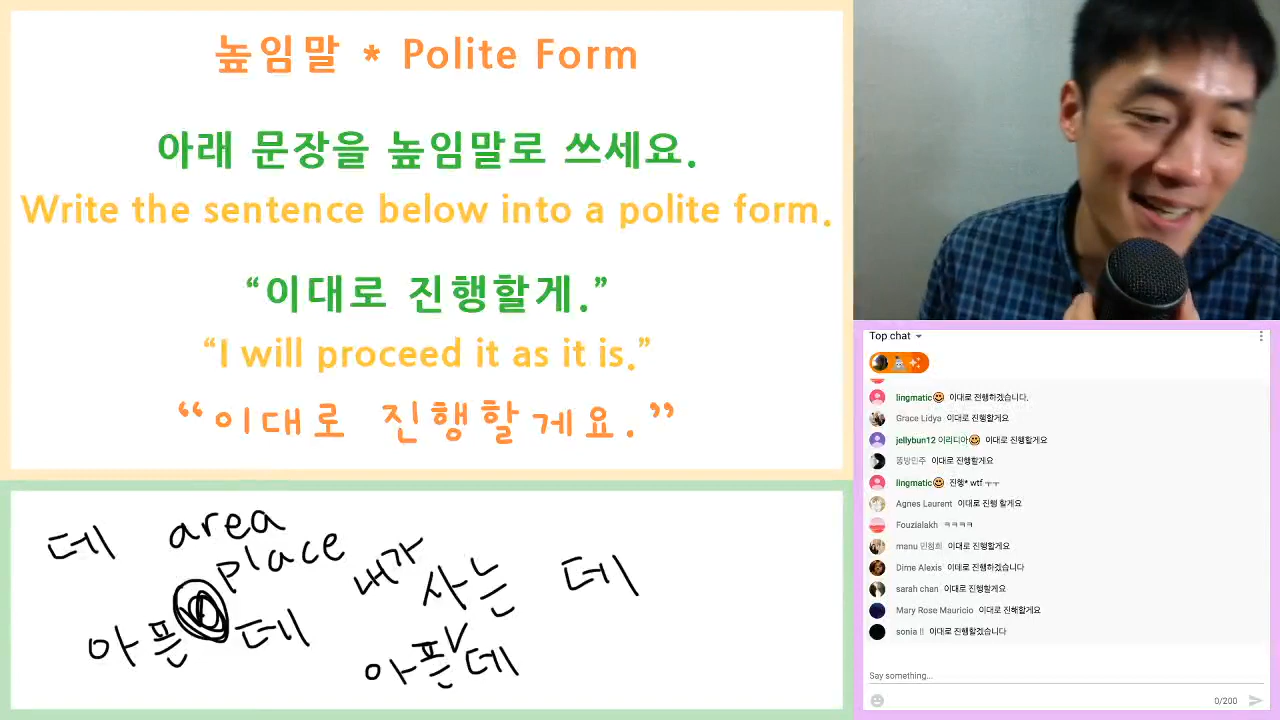 높임말 * Polite Form
아래 문장을 높임말로 쓰세요.
Write the sentence below into a polite form.
“이대로 진행할게.”
“I will proceed it as it is.”
“이대로 진행할게요.”
데 area
place
내가 사는 데
아픈 데
아픈 데
Top chat
lingmatic 이대로 전행하겠습니다.
Grace Lidya 이대로 진행할게요
jellybun12 이리디아 이대로 진행할게요
똥방민주 이대로 진행할게요
lingmatic 진행* wtf ㅜㅜ
Agnes Laurent 이대로 진행 할게요
Fouzialakh ㅋㅋㅋㅋ
manu 민정희 이대로 진행할게요
Dime Alexis 이데로 진행하겠습니다
sarah chan 이대로 진행할게요
Mary Rose Mauricio 이대로 진해할게요
sonia !! 이대로 진행할겠습니다
Say something...
0/200